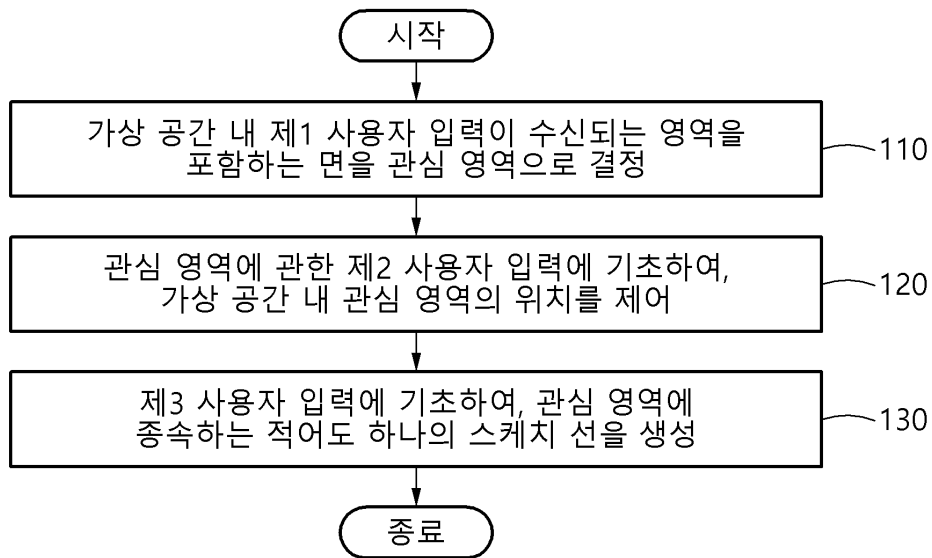 시작
가상 공간 내 제1 사용자 입력이 수신되는 영역을
포함하는 면을 관심 영역으로 결정
110
관심 영역에 관한 제2 사용자 입력에 기초하여,
가상 공간 내 관심 영역의 위치를 제어
120
제3 사용자 입력에 기초하여, 관심 영역에
종속하는 적어도 하나의 스케치 선을 생성
130
종료